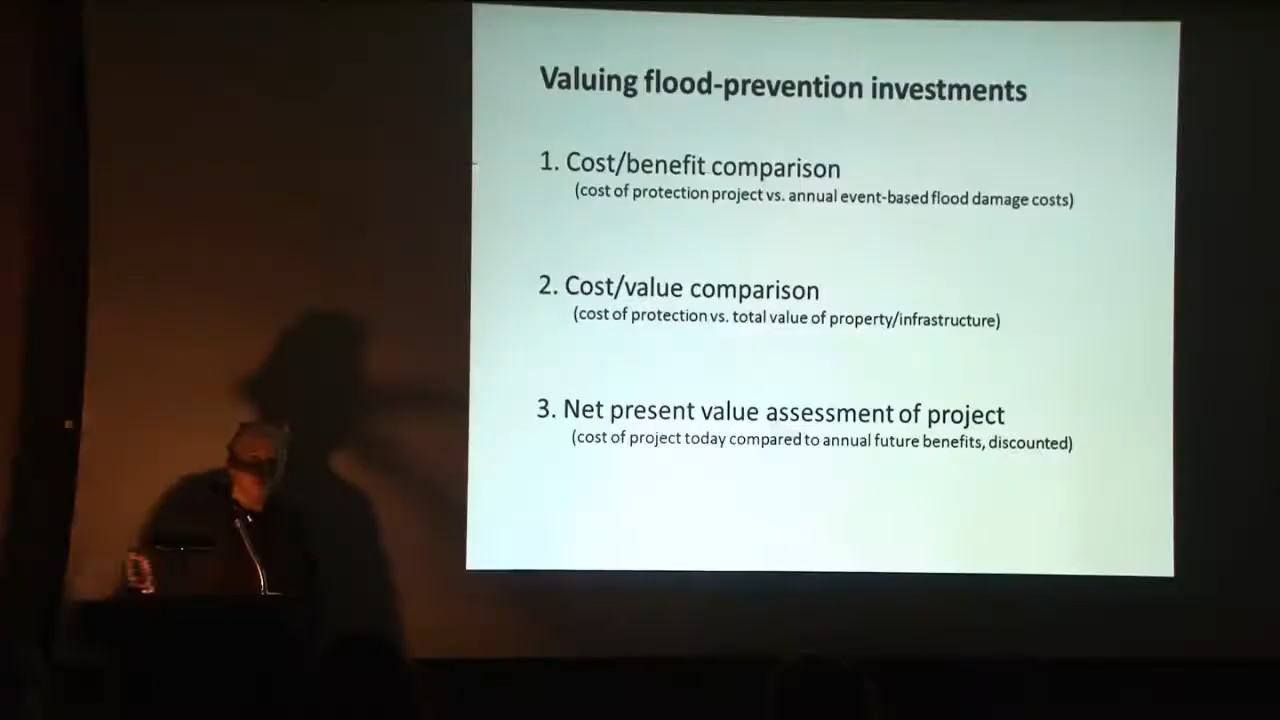 Valuing flood-prevention investments
1. Cost/benefit comparison
(cost of protection project vs. annual event-based flood damage costs)
2. Cost/value comparison
(cost of protection vs. total value of property/infrastructure)
3. Net present value assessment of project
(cost of project today compared to annual future benefits, discounted)